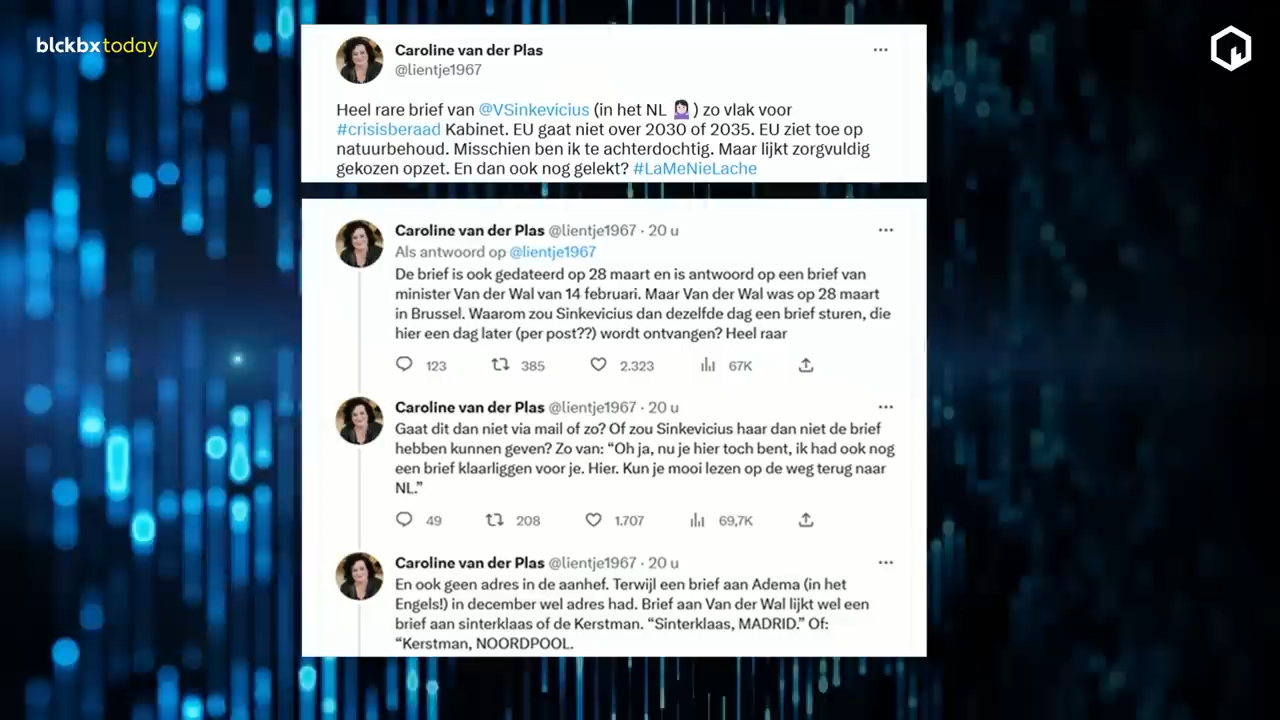 blckbxtoday
Caroline van der Plas
@lientje1967
Heel rare brief van @VSinkevicius (in het NL 🤷🏻‍♀️) zo vlak voor
#crisisberaad Kabinet. EU gaat niet over 2030 of 2035. EU ziet toe op
natuurbehoud. Misschien ben ik te achterdochtig. Maar lijkt zorgvuldig
gekozen opzet. En dan ook nog gelekt? #LaMeNieLache
Caroline van der Plas @lientje1967 · 20 u
Als antwoord op @lientje1967
De brief is ook gedateerd op 28 maart en is antwoord op een brief van
minister Van der Wal van 14 februari. Maar Van der Wal was op 28 maart
in Brussel. Waarom zou Sinkevicius dan dezelfde dag een brief sturen, die
hier een dag later (per post??) wordt ontvangen? Heel raar
123 385 2.323 67K
Caroline van der Plas @lientje1967 · 20 u
Gaat dit dan niet via mail of zo? Of zou Sinkevicius haar dan niet de brief
hebben kunnen geven? Zo van: “Oh ja, nu je hier toch bent, ik had ook nog
een brief klaarliggen voor je. Hier. Kun je mooi lezen op de weg terug naar
NL.”
49 208 1.707 69,7K
Caroline van der Plas @lientje1967 · 20 u
En ook geen adres in de aanhef. Terwijl een brief aan Adema (in het
Engels!) in december wel adres had. Brief aan Van der Wal lijkt wel een
brief aan sinterklaas of de Kerstman. “Sinterklaas, MADRID.” Of:
“Kerstman, NOORDPOOL.